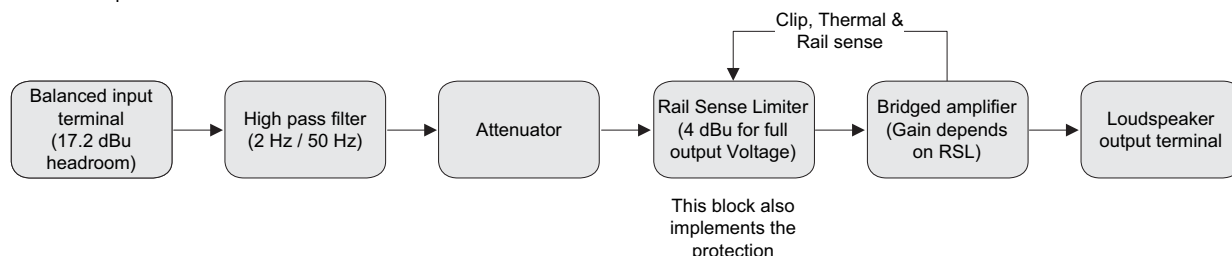 Clip, Thermal &
Rail sense
Balanced input
terminal
(17.2 dBu
headroom)
High pass filter
(2 Hz / 50 Hz)
Attenuator
Rail Sense Limiter
(4 dBu for full
output Voltage)
Bridged amplifier
(Gain depends
on RSL)
Loudspeaker
output terminal
This block also
implements the
protection